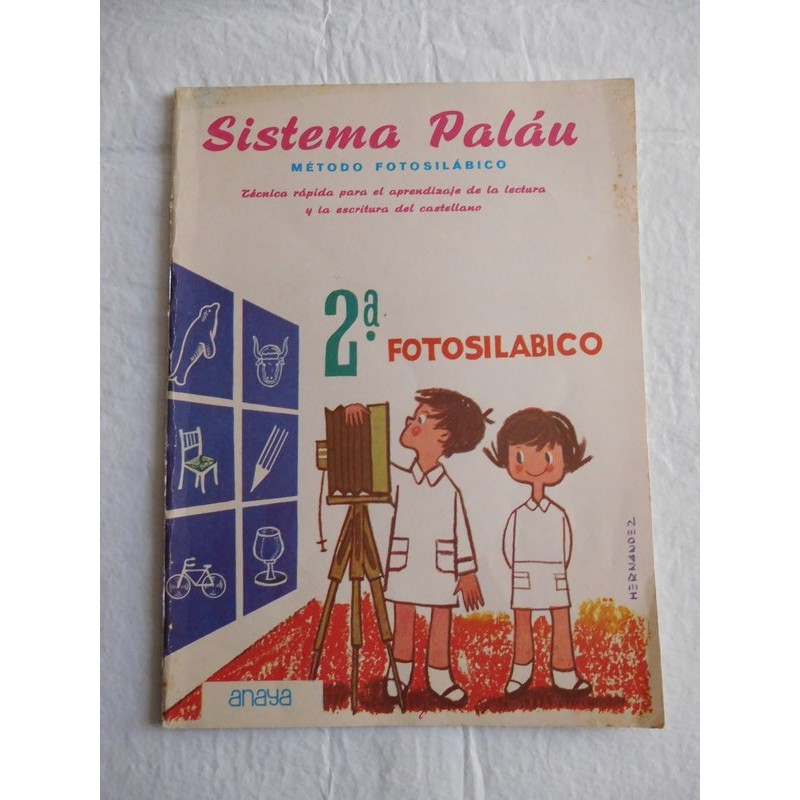 Sistema Paláu
MÉTODO FOTOSILÁBICO
Técnica rápida para el aprendizaje de la lectura
y la escritura del castellano
2ª.
FOTOSILABICO
HERNANDEZ
anaya